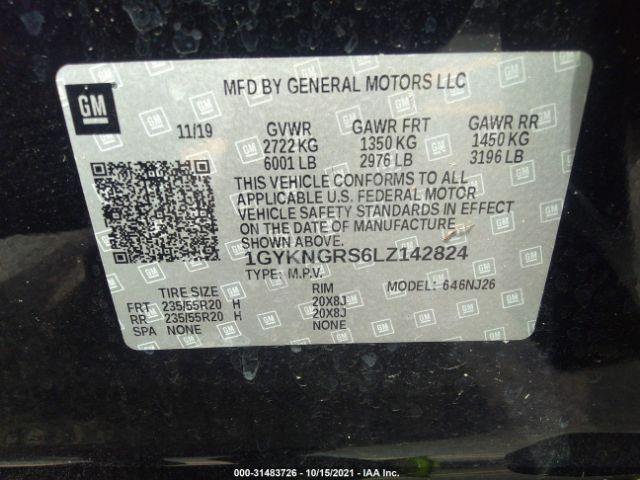 MFD BY GENERAL MOTORS LLC
GM
11/19 GVWR GAWR FRT GAWR RR
2722 KG 1350 KG 1450 KG
6001 LB 2976 LB 3196 LB
THIS VEHICLE CONFORMS TO ALL
APPLICABLE U.S. FEDERAL MOTOR
VEHICLE SAFETY STANDARDS IN EFFECT
ON THE DATE OF MANUFACTURE
SHOWN ABOVE.
1GYKNGRS6LZ142824
TYPE: M.P.V. MODEL: 646NJ26
TIRE SIZE RIM
FRT 235/55R20 H 20X8J
RR 235/55R20 H 20X8J
SPA NONE NONE
000-31483726 - 10/15/2021 - IAA Inc.